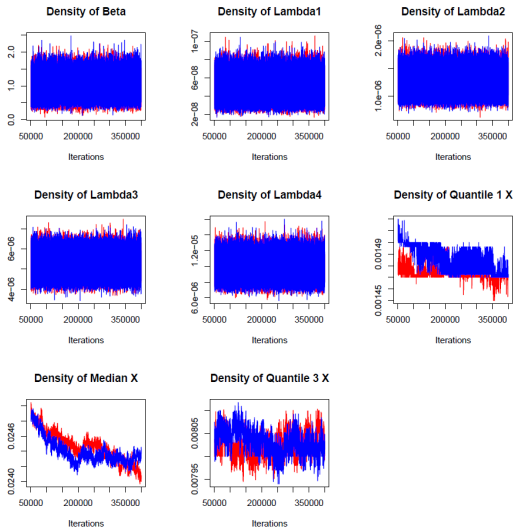 Density of Beta
Density of Lambda1
Density of Lambda2
0.0 1.0 2.0
2e-08 6e-08 1e-07
1.0e-06 2.0e-06
50000 200000 350000
50000 200000 350000
50000 200000 350000
Iterations
Iterations
Iterations
Density of Lambda3
Density of Lambda4
Density of Quantile 1 X
4e-06 6e-06
6.0e-06 1.2e-05
0.00145 0.00149
50000 200000 350000
50000 200000 350000
50000 200000 350000
Iterations
Iterations
Iterations
Density of Median X
Density of Quantile 3 X
0.0240 0.0246
0.00795 0.00805
50000 200000 350000
50000 200000 350000
Iterations
Iterations